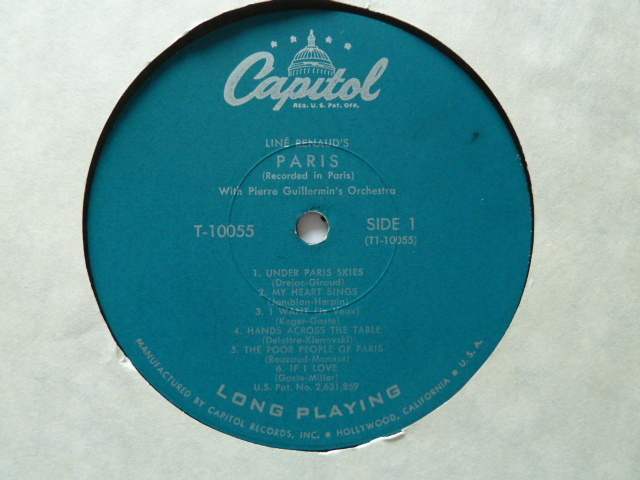 Capitol
REG. U.S. PAT. OFF.
LINÉ RENAUD'S
PARIS
(Recorded in Paris)
With Pierre Guillermin's Orchestra
T-10055
SIDE 1
(T1-10055)
1. UNDER PARIS SKIES
(Drejac-Giraud)
2. MY HEART SINGS
(Jamblan-Herpin)
3. I WANT (Je Veux)
(Roger-Gaste)
4. HANDS ACROSS THE TABLE
(Delettre-Kienovski)
5. THE POOR PEOPLE OF PARIS
(Rouzaud-Monnot)
6. IF I LOVE
(Gaste-Miller)
U.S. Pat. No. 2,631,859
LONG PLAYING
MANUFACTURED BY CAPITOL RECORDS, INC. • HOLLYWOOD, CALIFORNIA • U.S.A.